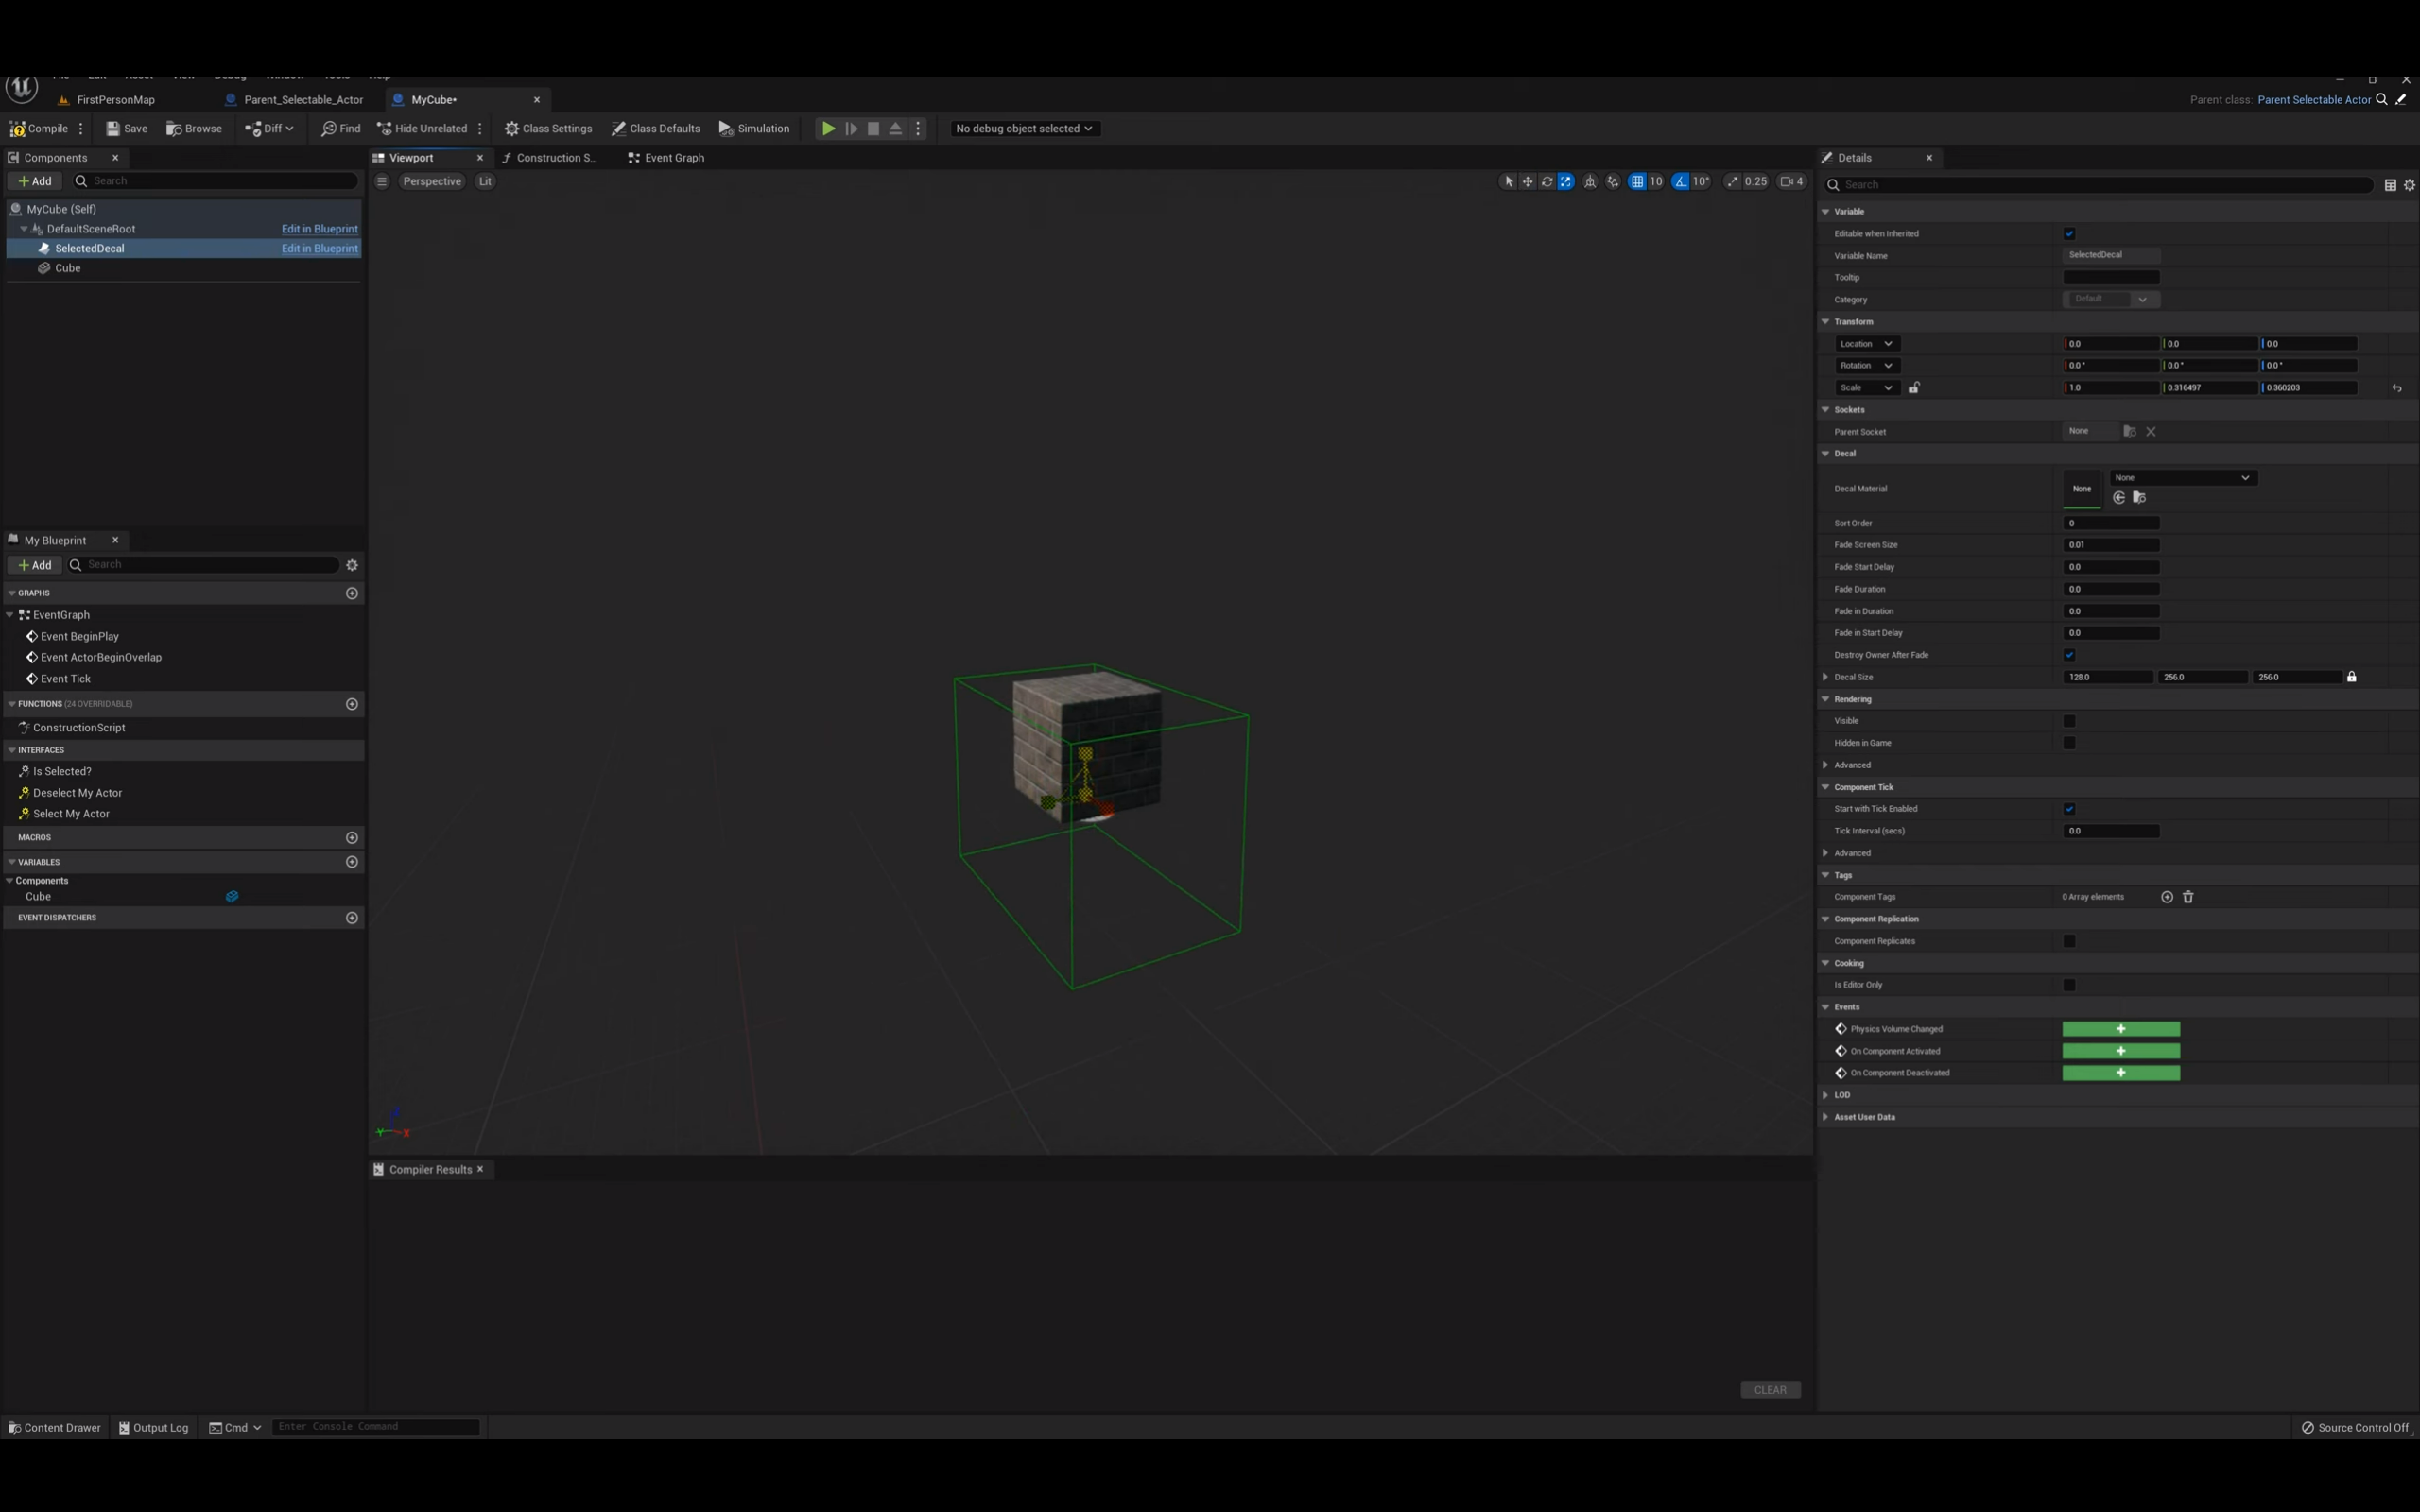 File Edit Asset View Debug Window Tools Help
FirstPersonMap Parent_Selectable_Actor MyCube•
Parent class: Parent Selectable Actor
Compile Save Browse Diff Find Hide Unrelated Class Settings Class Defaults Simulation No debug object selected
Components
Add Search
MyCube (Self)
DefaultSceneRoot Edit in Blueprint
SelectedDecal Edit in Blueprint
Cube
My Blueprint
Add Search
GRAPHS
EventGraph
Event BeginPlay
Event ActorBeginOverlap
Event Tick
FUNCTIONS (24 OVERRIDABLE)
ConstructionScript
INTERFACES
Is Selected?
Deselect My Actor
Select My Actor
MACROS
VARIABLES
Components
Cube
EVENT DISPATCHERS
Viewport Construction S... Event Graph
Perspective Lit 10 10° 0.25 4
Y X
Compiler Results
CLEAR
Details
Search
Variable
Editable when Inherited
Variable Name SelectedDecal
Tooltip
Category Default
Transform
Location 0.0 0.0 0.0
Rotation 0.0° 0.0° 0.0°
Scale 1.0 0.316497 0.360203
Sockets
Parent Socket None
Decal
Decal Material None None
Sort Order 0
Fade Screen Size 0.01
Fade Start Delay 0.0
Fade Duration 0.0
Fade in Duration 0.0
Fade in Start Delay 0.0
Destroy Owner After Fade
Decal Size 128.0 256.0 256.0
Rendering
Visible
Hidden in Game
Advanced
Component Tick
Start with Tick Enabled
Tick Interval (secs) 0.0
Advanced
Tags
Component Tags 0 Array elements
Component Replication
Component Replicates
Cooking
Is Editor Only
Events
Physics Volume Changed
On Component Activated
On Component Deactivated
LOD
Asset User Data
Content Drawer Output Log Cmd Enter Console Command Source Control Off